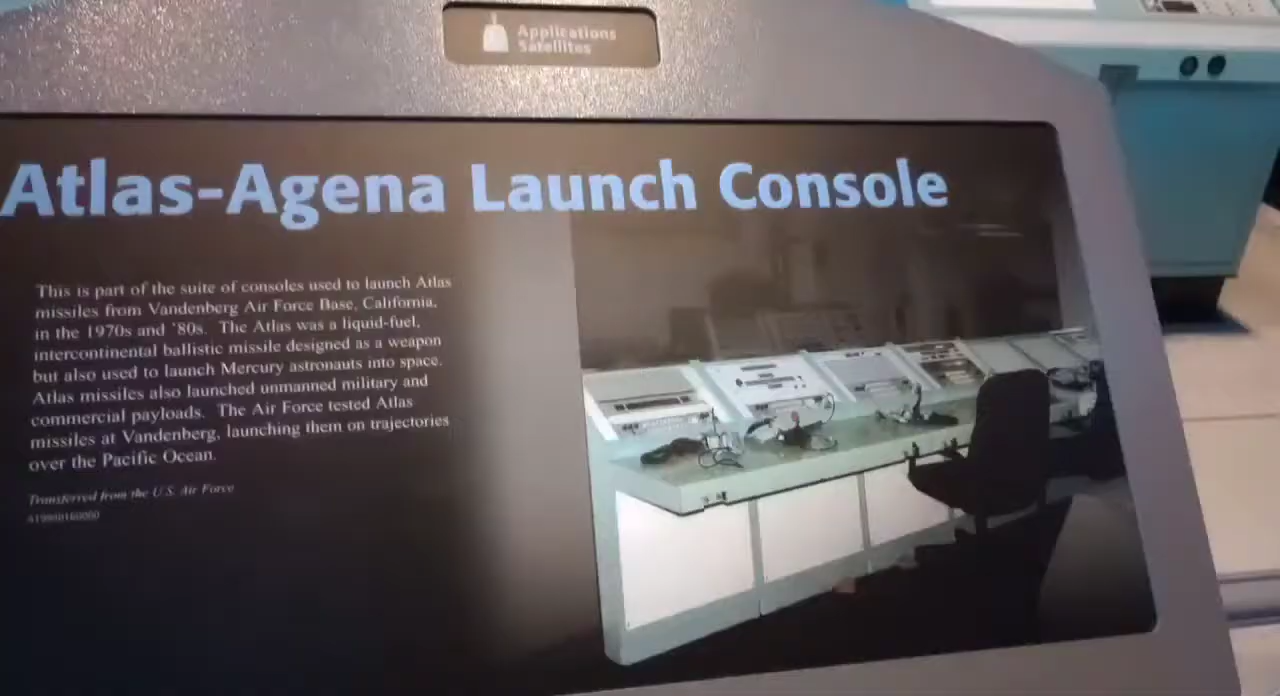 Applications
Satellites
Atlas-Agena Launch Console
This is part of the suite of consoles used to launch Atlas
missiles from Vandenberg Air Force Base, California,
in the 1970s and '80s. The Atlas was a liquid-fuel,
intercontinental ballistic missile designed as a weapon
but also used to launch Mercury astronauts into space.
Atlas missiles also launched unmanned military and
commercial payloads. The Air Force tested Atlas
missiles at Vandenberg, launching them on trajectories
over the Pacific Ocean.
Transferred from the U.S. Air Force